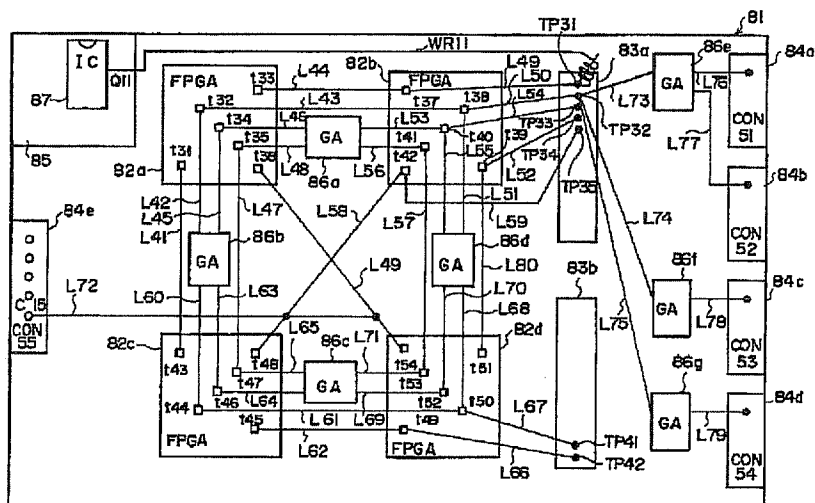 TP31
81
IC
Q11
87
WR11
82b
L49
L50
83a
86e
84a
FPGA
t33
L44
FPGA
L54
GA
L76
t32
L43
t37
t38
L73
t34
L53
TP33
TP32
CON
51
85
t35
GA
t41
t40
t39
TP34
L77
t31
t36
L48
L56
t42
L55
L52
TP35
84b
82a
86a
L51
L42
L47
L58
L57
L59
84e
L45
L41
86b
86d
L74
CON
52
GA
GA
L80
86f
84c
L60
L63
L49
L70
L68
83b
GA
L78
C 15
L72
L75
CON
55
82c
L65
86c
L71
82d
CON
53
t43
t48
t54
t51
86g
84d
t47
GA
t53
t44
t46
L64
L69
t52
t50
L67
GA
L79
t45
L61
t49
TP41
FPGA
L62
FPGA
L66
TP42
CON
54